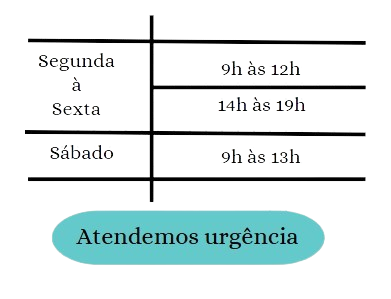 Segunda
à
Sexta
9h às 12h
14h às 19h
Sábado
9h às 13h
Atendemos urgência